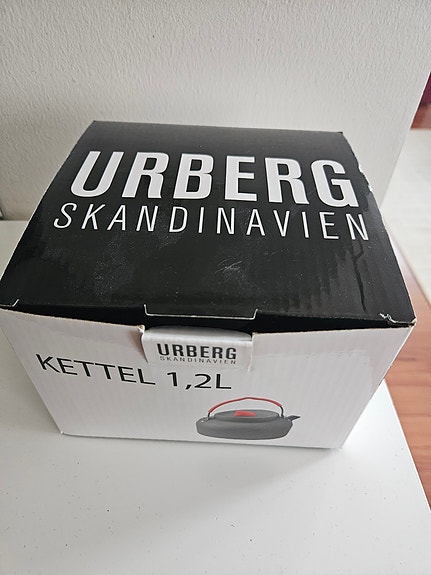 URBERG
SKANDINAVIEN
URBERG
SKANDINAVIEN
KETTEL 1,2L